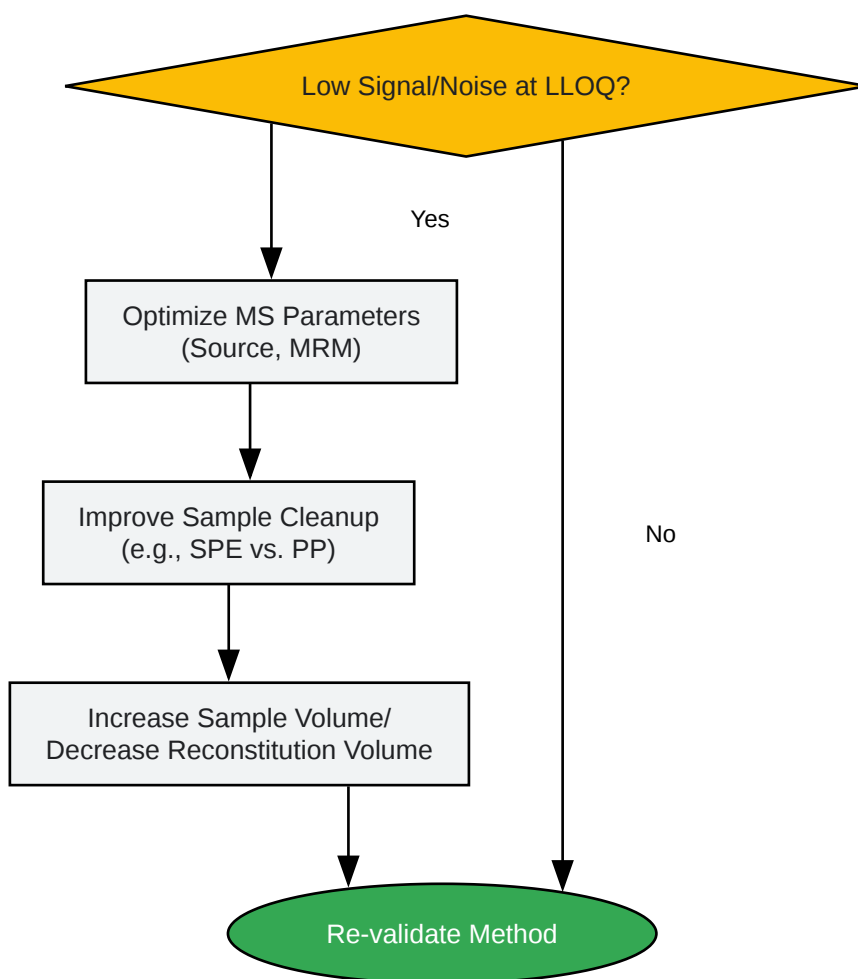 Low Signal/Noise at LLOQ?
Yes
Optimize MS Parameters
(Source, MRM)
Improve Sample Cleanup
(e.g., SPE vs. PP)
No
Increase Sample Volume/
Decrease Reconstitution Volume
Re-validate Method